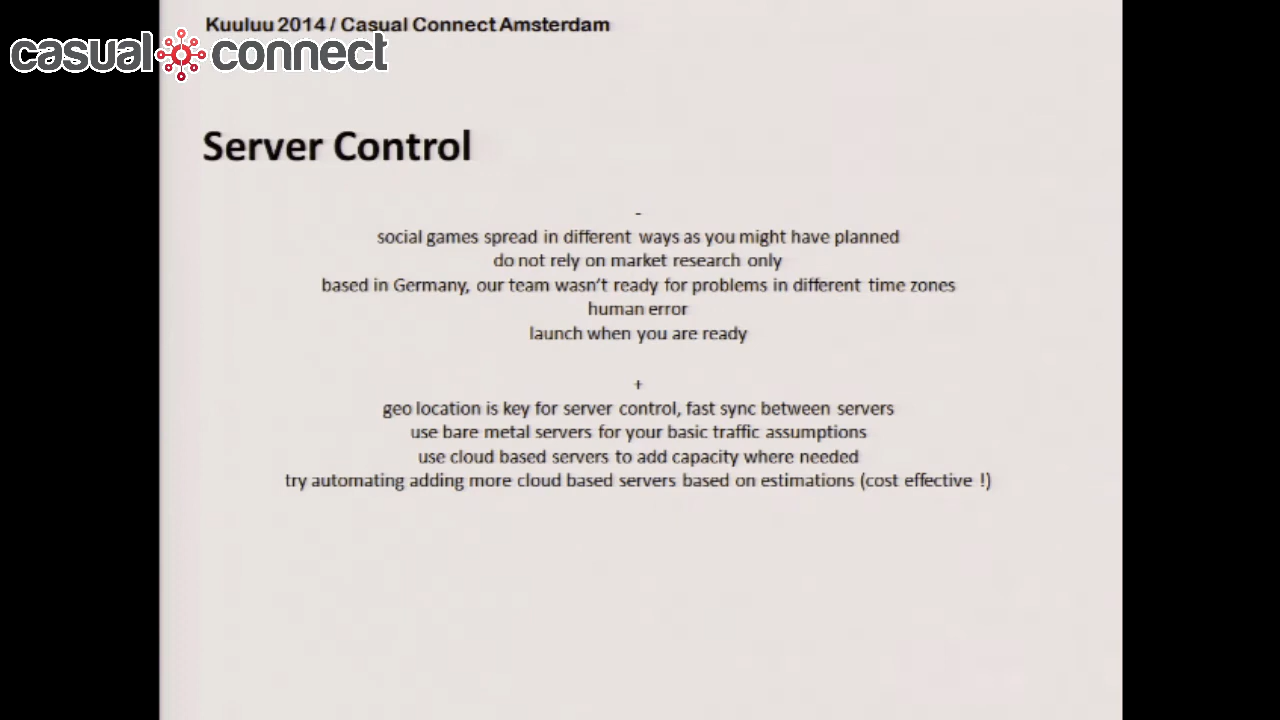 Kuuluu 2014 / Casual Connect Amsterdam
casual connect
Server Control
-
social games spread in different ways as you might have planned
do not rely on market research only
based in Germany, our team wasn't ready for problems in different time zones
human error
launch when you are ready
+
geo location is key for server control, fast sync between servers
use bare metal servers for your basic traffic assumptions
use cloud based servers to add capacity where needed
try automating adding more cloud based servers based on estimations (cost effective !)